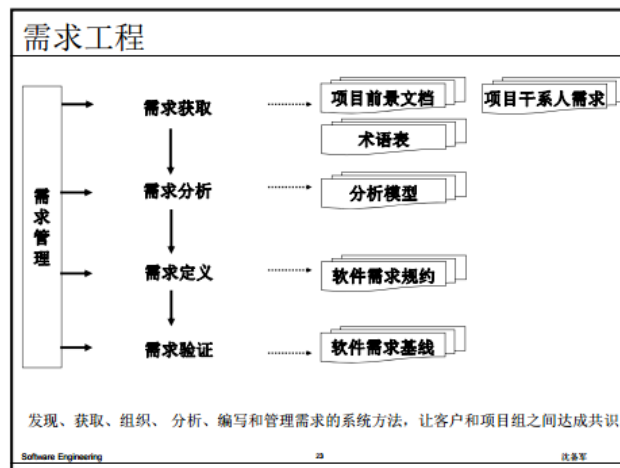 需求工程
需求管理
需求获取
项目前景文档
项目干系人需求
术语表
需求分析
分析模型
需求定义
软件需求规约
需求验证
软件需求基线
发现、获取、组织、 分析、编写和管理需求的系统方法，让客户和项目组之间达成共识
Software Engineering
23
沈备军